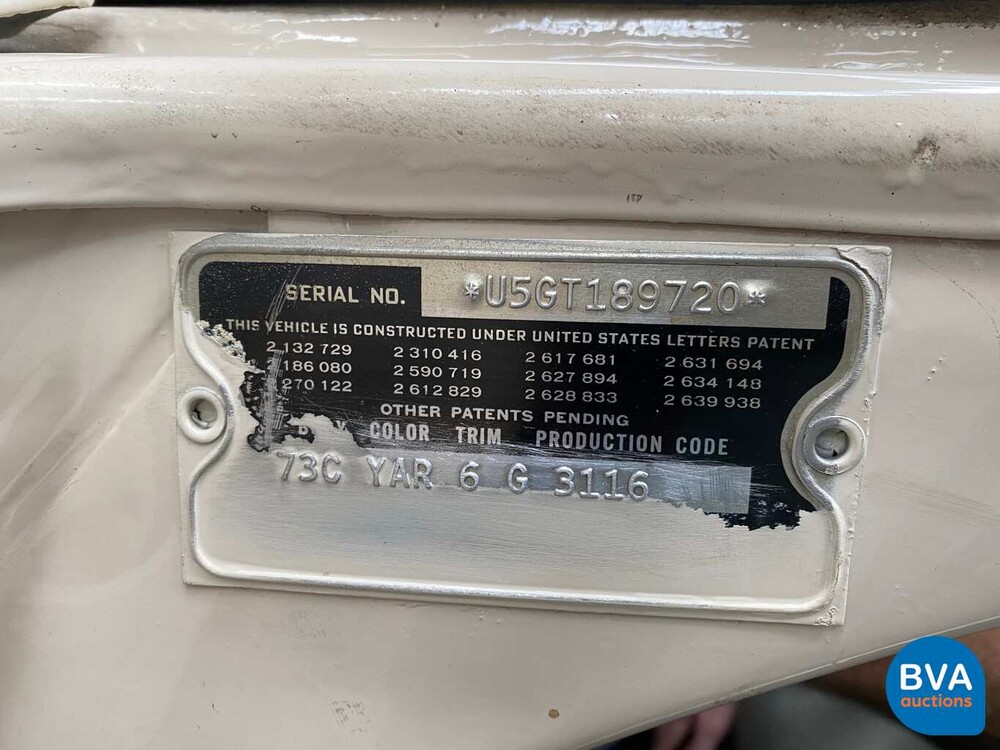 SERIAL NO. *U5GT189720*
THIS VEHICLE IS CONSTRUCTED UNDER UNITED STATES LETTERS PATENT
2 132 729 2 310 416 2 617 681 2 631 694
186 080 2 590 719 2 627 894 2 634 148
270 122 2 612 829 2 628 833 2 639 938
OTHER PATENTS PENDING
COLOR TRIM PRODUCTION CODE
73C YAR 6 G 3116
BVA
auctions